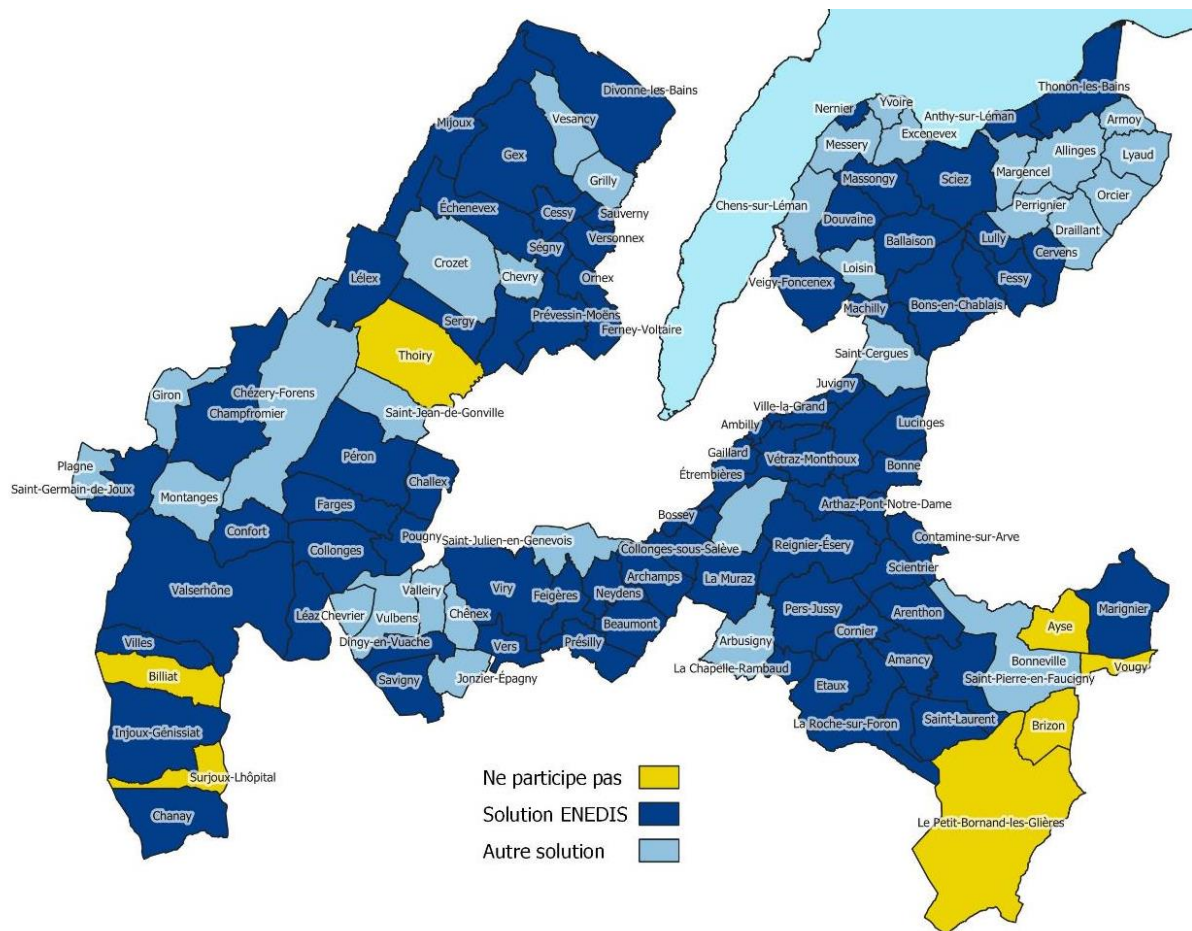 Divonne-les-Bains
Vesancy
Mijoux
Gex
Grilly
Échenevex
Cessy
Sauverny
Versonnex
Ségny
Crozet
Chevry
Ornex
Lélex
Sergy
Prévessin-Moëns
Ferney-Voltaire
Thoiry
Chézery-Forens
Giron
Champfromier
Saint-Jean-de-Gonville
Péron
Plagne
Saint-Germain-de-Joux
Montanges
Challex
Farges
Confort
Pougny
Collonges
Valserhône
Léaz
Villes
Billiat
Injoux-Génissiat
Surjoux-Lhôpital
Chanay
Thonon-les-Bains
Nernier
Yvoire
Anthy-sur-Léman
Excenevex
Armoy
Messery
Allinges
Lyaud
Massongy
Sciez
Margencel
Orcier
Chens-sur-Léman
Perrignier
Douvaine
Draillant
Ballaison
Lully
Cervens
Loisin
Veigy-Foncenex
Fessy
Machilly
Bons-en-Chablais
Saint-Cergues
Juvigny
Ville-la-Grand
Ambilly
Lucinges
Gaillard
Vétraz-Monthoux
Bonne
Étrembières
Arthaz-Pont-Notre-Dame
Bossey
Contamine-sur-Arve
Saint-Julien-en-Genevois
Collonges-sous-Salève
Reignier-Ésery
Scientrier
Archamps
La Muraz
Valleiry
Viry
Feigères
Neydens
Chevrier
Vulbens
Chênex
Beaumont
Pers-Jussy
Arenthon
Marignier
Ayse
Dingy-en-Vuache
Vers
Présilly
Arbusigny
Cornier
Savigny
Jonzier-Épagny
La Chapelle-Rambaud
Amancy
Bonneville
Vougy
Saint-Pierre-en-Faucigny
Etaux
La Roche-sur-Foron
Saint-Laurent
Brizon
Le Petit-Bornand-les-Glières
Ne participe pas
Solution ENEDIS
Autre solution